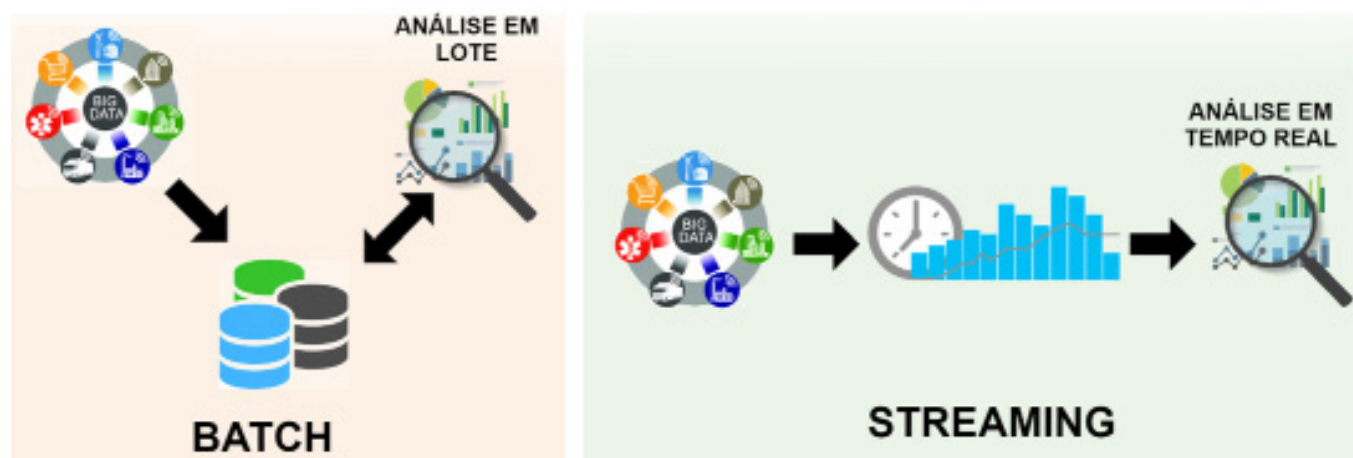 ANÁLISE EM
LOTE
BIG
DATA
BATCH
ANÁLISE EM
TEMPO REAL
BIG
DATA
STREAMING